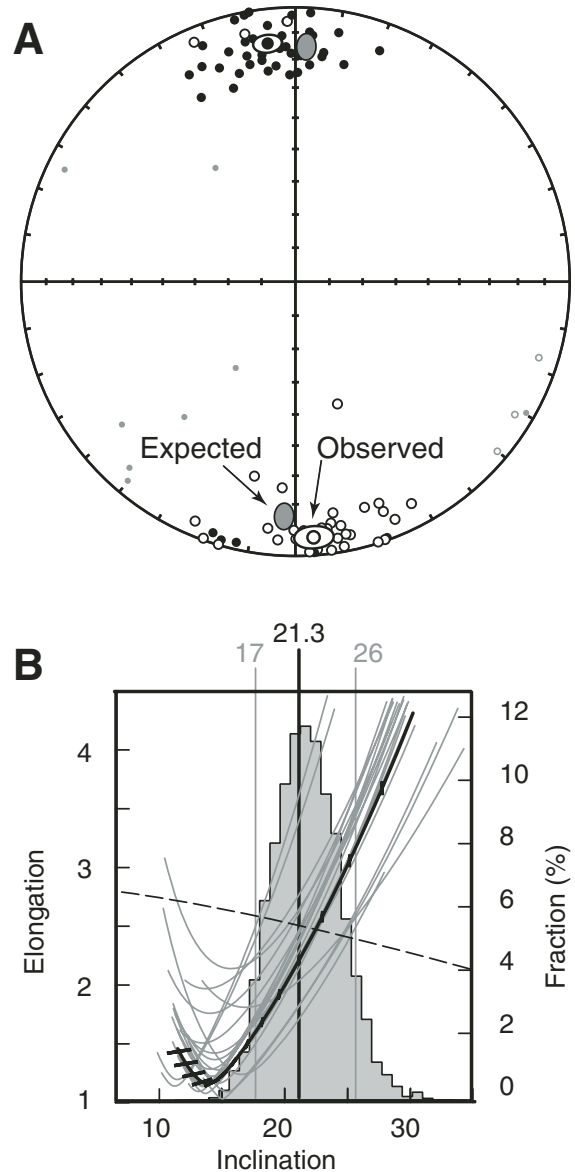 A
Expected Observed
B
21.3
17 26
4
3
2
1
Elongation
12
10
8
6
4
2
0
Fraction (%)
10 20 30
Inclination